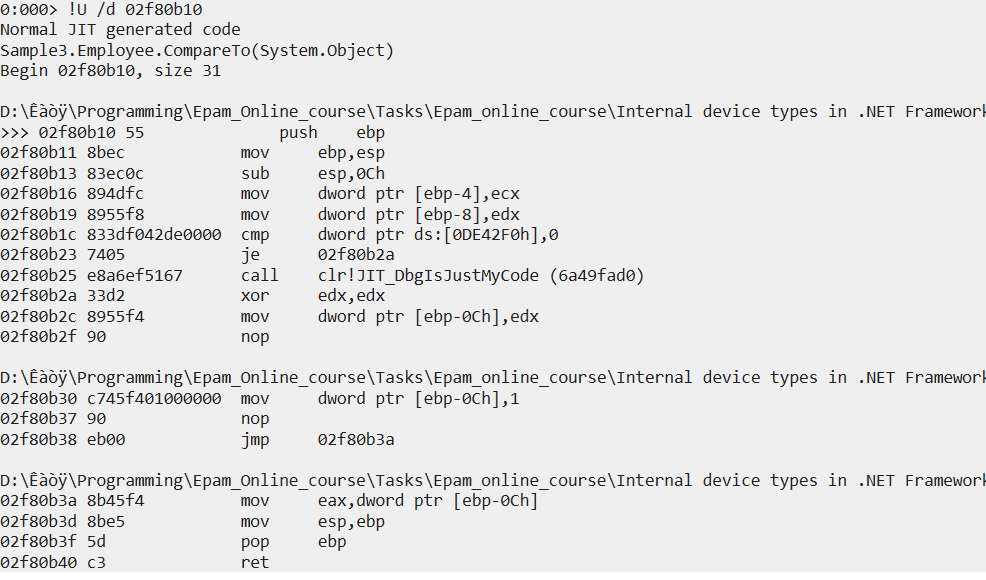 0:000> !U /d 02f80b10
Normal JIT generated code
Sample3.Employee.CompareTo(System.Object)
Begin 02f80b10, size 31

D:\Êàòÿ\Programming\Epam_Online_course\Tasks\Epam_online_course\Internal device types in .NET Framework
>>> 02f80b10 55 push ebp
02f80b11 8bec mov ebp,esp
02f80b13 83ec0c sub esp,0Ch
02f80b16 894dfc mov dword ptr [ebp-4],ecx
02f80b19 8955f8 mov dword ptr [ebp-8],edx
02f80b1c 833df042de0000 cmp dword ptr ds:[0DE42F0h],0
02f80b23 7405 je 02f80b2a
02f80b25 e8a6ef5167 call clr!JIT_DbgIsJustMyCode (6a49fad0)
02f80b2a 33d2 xor edx,edx
02f80b2c 8955f4 mov dword ptr [ebp-0Ch],edx
02f80b2f 90 nop

D:\Êàòÿ\Programming\Epam_Online_course\Tasks\Epam_online_course\Internal device types in .NET Framework
02f80b30 c745f401000000 mov dword ptr [ebp-0Ch],1
02f80b37 90 nop
02f80b38 eb00 jmp 02f80b3a

D:\Êàòÿ\Programming\Epam_Online_course\Tasks\Epam_online_course\Internal device types in .NET Framework
02f80b3a 8b45f4 mov eax,dword ptr [ebp-0Ch]
02f80b3d 8be5 mov esp,ebp
02f80b3f 5d pop ebp
02f80b40 c3 ret